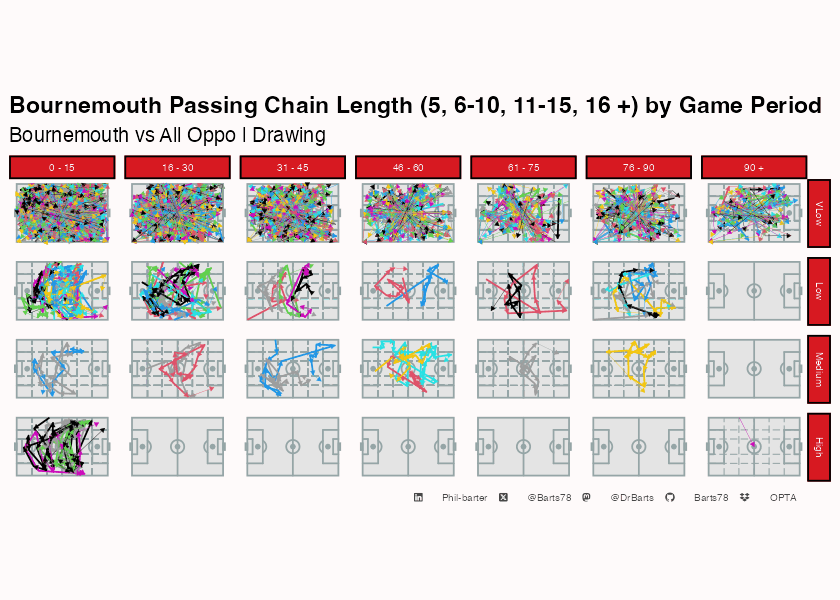 Bournemouth Passing Chain Length (5, 6-10, 11-15, 16 +) by Game Period
Bournemouth vs All Oppo I Drawing
0 - 15 16 - 30 31 - 45 46 - 60 61 - 75 76 - 90 90 +
VLow
Low
Medium
High
Phil-barter @Barts78 @DrBarts Barts78 OPTA